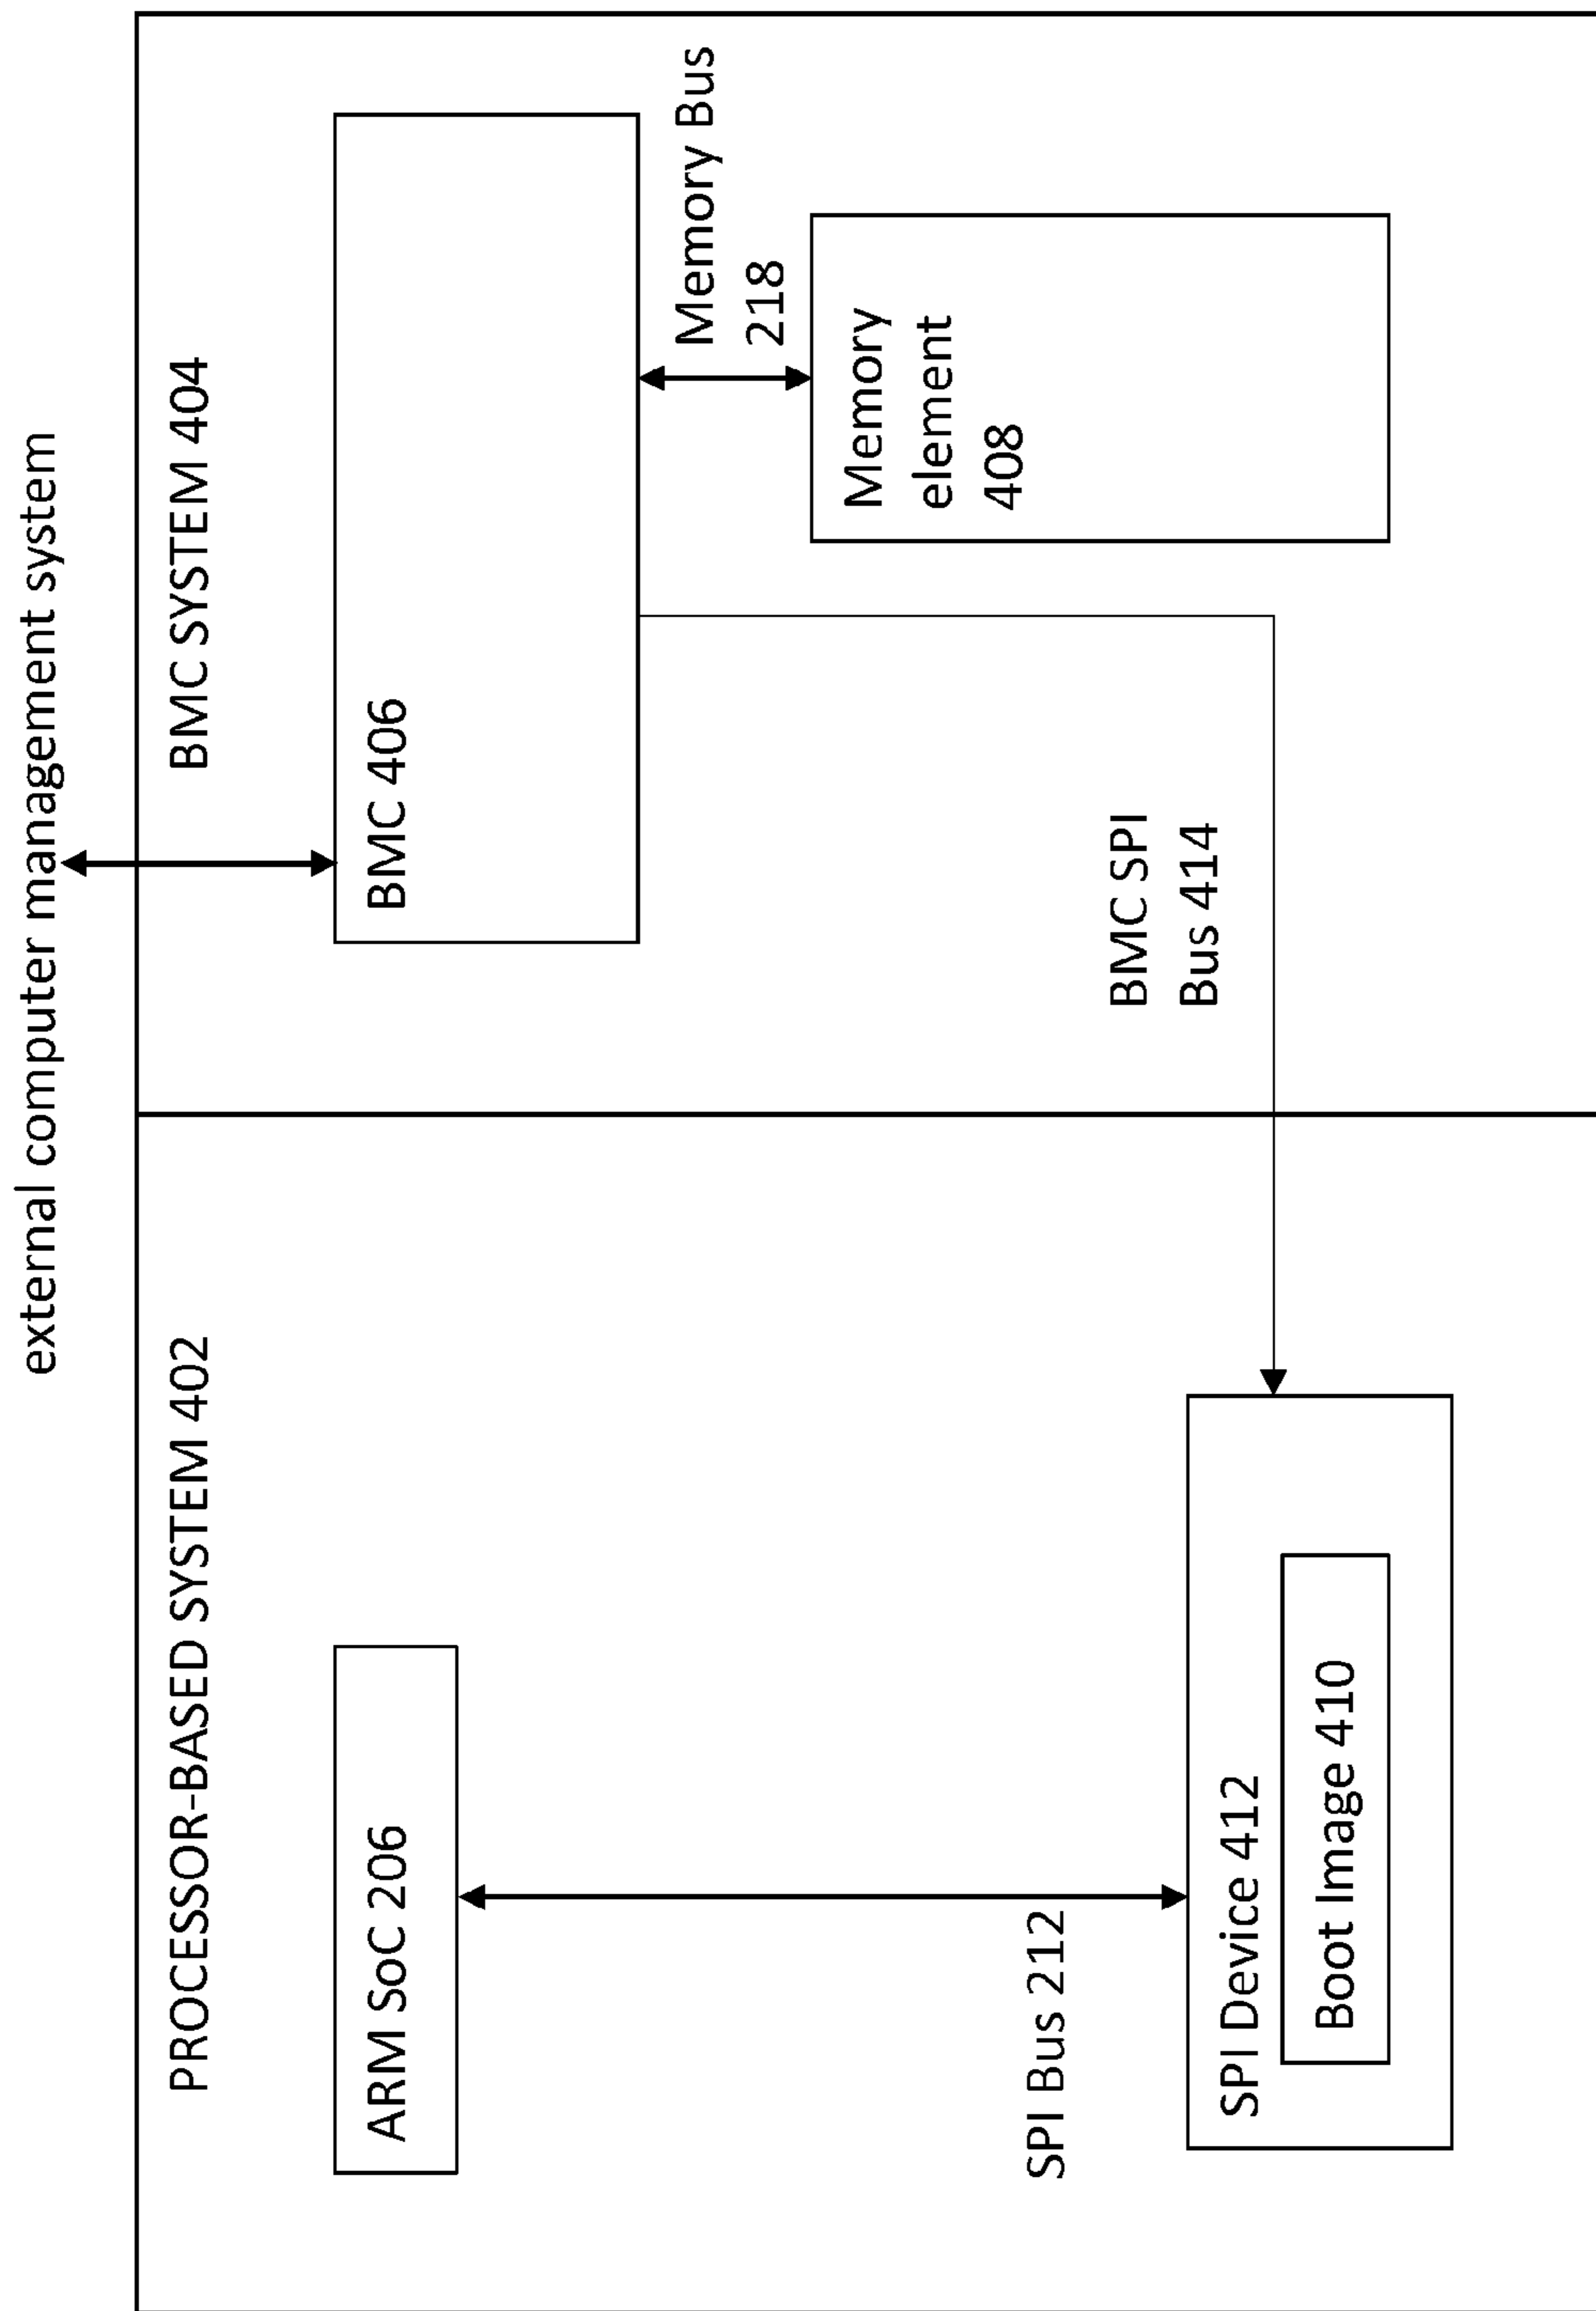 external computer management system
PROCESSOR-BASED SYSTEM 402
BMC SYSTEM 404
ARM SoC 206
BMC 406
Memory Bus
218
Memory
element
408
SPI Bus 212
BMC SPI
Bus 414
SPI Device 412
Boot Image 410